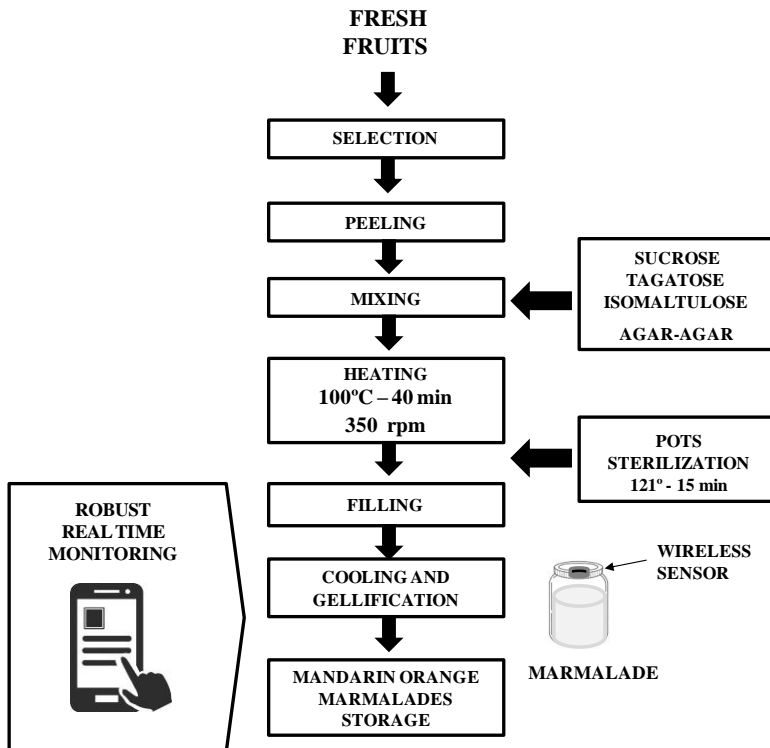 FRESH
FRUITS
SELECTION
PEELING
MIXING
SUCROSE
TAGATOSE
ISOMALTULOSE
AGAR-AGAR
HEATING
100ºC – 40 min
350 rpm
POTS
STERILIZATION
121º - 15 min
FILLING
ROBUST
REAL TIME
MONITORING
COOLING AND
GELLIFICATION
WIRELESS
SENSOR
MARMALADE
MANDARIN ORANGE
MARMALADES
STORAGE